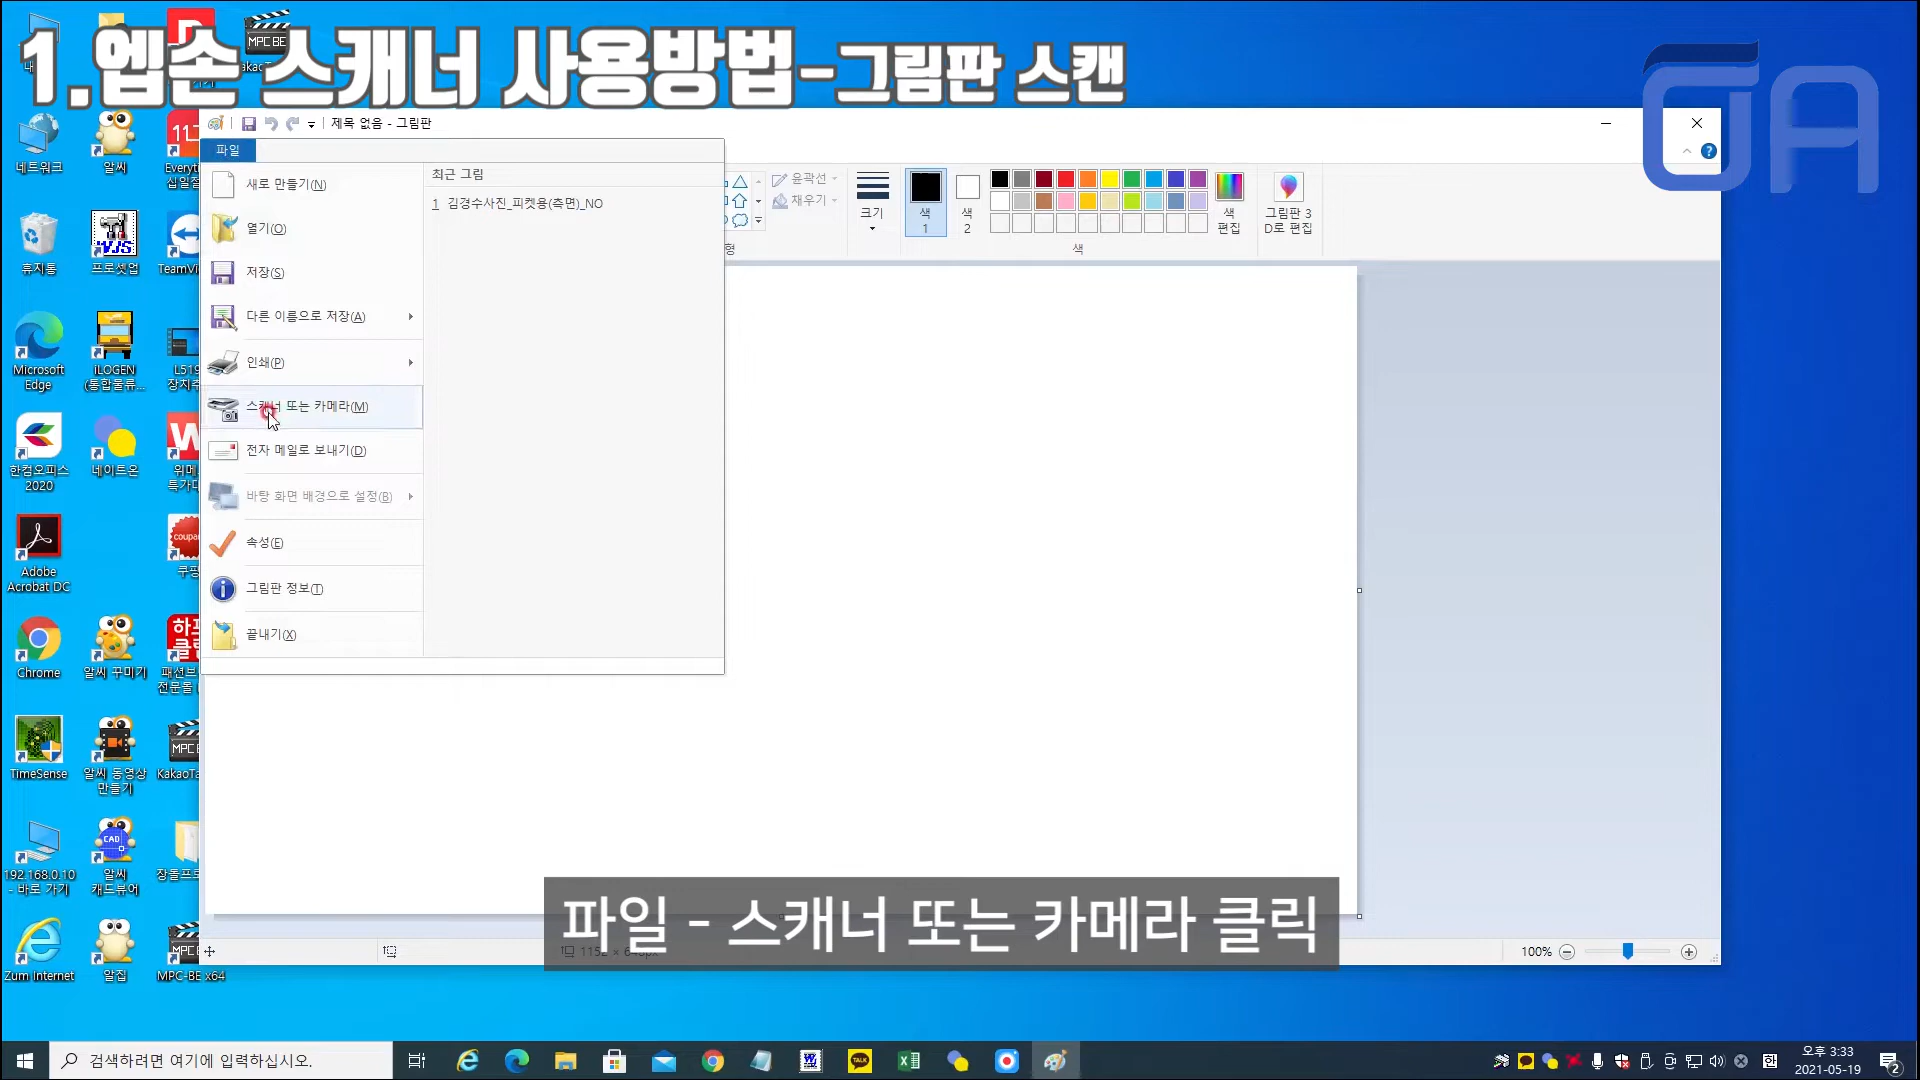 1.엡손 스캐너 사용방법-그림판 스캔
제목 없음 - 그림판
파일
새로 만들기(N)
열기(O)
저장(S)
다른 이름으로 저장(A)
인쇄(P)
스캐너 또는 카메라(M)
전자 메일로 보내기(D)
바탕 화면 배경으로 설정(B)
속성(E)
그림판 정보(T)
끝내기(X)
최근 그림
1 김경수사진_피켓용(측면)_NO
윤곽선
채우기
크기
색
1
색
2
색
편집
그림판 3
D로 편집
색
네트워크
알씨
휴지통
프로셋업
Microsoft
Edge
iLOGEN
(통합물류...
한컴오피스
2020
네이트온
Adobe
Acrobat DC
Chrome
알씨 꾸미기
TimeSense
알씨 동영상
만들기
192.168.0.10
- 바로 가기
알씨
캐드뷰어
Zum Internet
알집
MPC-BE x64
파일 - 스캐너 또는 카메라 클릭
100%
검색하려면 여기에 입력하십시오.
오후 3:33
2021-05-19